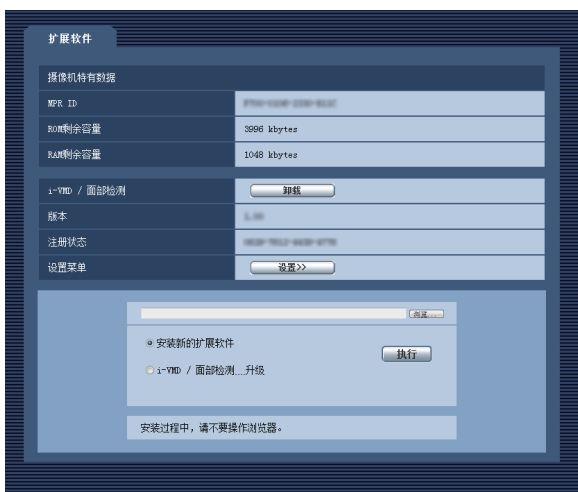 扩展软件
摄像机特有数据
MPR ID
ROM剩余容量 3996 kbytes
RAM剩余容量 1048 kbytes
i-VMD / 面部检测 卸载
版本
注册状态
设置菜单 设置>>
浏览...
安装新的扩展软件
执行
i-VMD / 面部检测__升级
安装过程中，请不要操作浏览器。